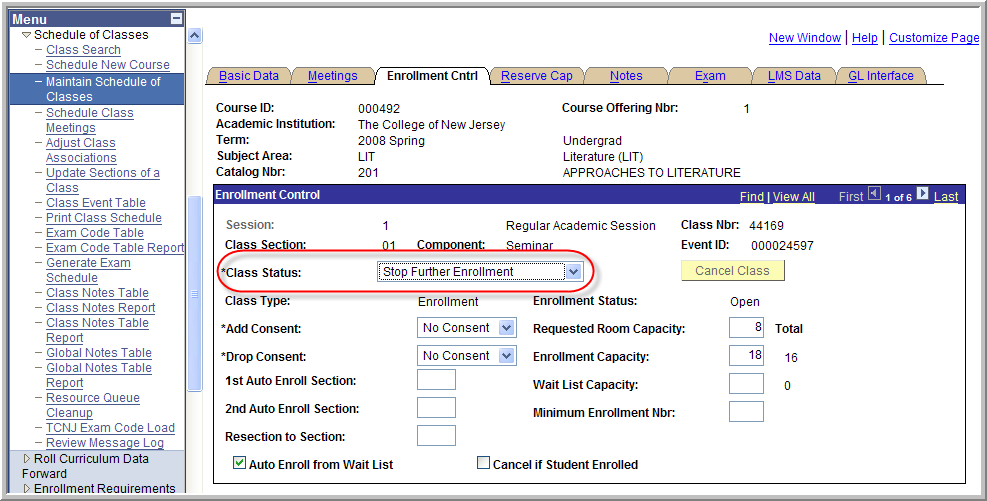 Menu
Schedule of Classes
Class Search
Schedule New Course
Maintain Schedule of
Classes
Schedule Class
Meetings
Adjust Class
Associations
Update Sections of a
Class
Class Event Table
Print Class Schedule
Exam Code Table
Exam Code Table Report
Generate Exam
Schedule
Class Notes Table
Class Notes Report
Class Notes Table
Report
Global Notes Table
Global Notes Table
Report
Resource Queue
Cleanup
TCNJ Exam Code Load
Review Message Log
Roll Curriculum Data
Forward
Enrollment Requirements
New Window | Help | Customize Page
Basic Data Meetings Enrollment Cntrl Reserve Cap Notes Exam LMS Data GL Interface
Course ID: 000492 Course Offering Nbr: 1
Academic Institution: The College of New Jersey
Term: 2008 Spring Undergrad
Subject Area: LIT Literature (LIT)
Catalog Nbr: 201 APPROACHES TO LITERATURE
Enrollment Control Find | View All First 1 of 6 Last
Session: 1 Regular Academic Session Class Nbr: 44169
Class Section: 01 Component: Seminar Event ID: 000024597
*Class Status: Stop Further Enrollment Cancel Class
Class Type: Enrollment Enrollment Status: Open
*Add Consent: No Consent Requested Room Capacity: 8 Total
*Drop Consent: No Consent Enrollment Capacity: 18 16
1st Auto Enroll Section: Wait List Capacity: 0
2nd Auto Enroll Section: Minimum Enrollment Nbr:
Resection to Section:
Auto Enroll from Wait List Cancel if Student Enrolled